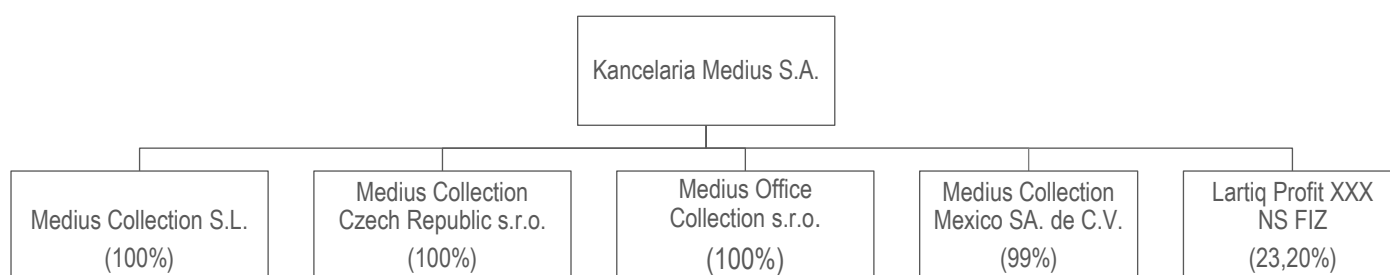 Kancelaria Medius S.A.
Medius Collection S.L.
(100%)
Medius Collection
Czech Republic s.r.o.
(100%)
Medius Office
Collection s.r.o.
(100%)
Medius Collection
Mexico SA. de C.V.
(99%)
Lartiq Profit XXX
NS FIZ
(23,20%)